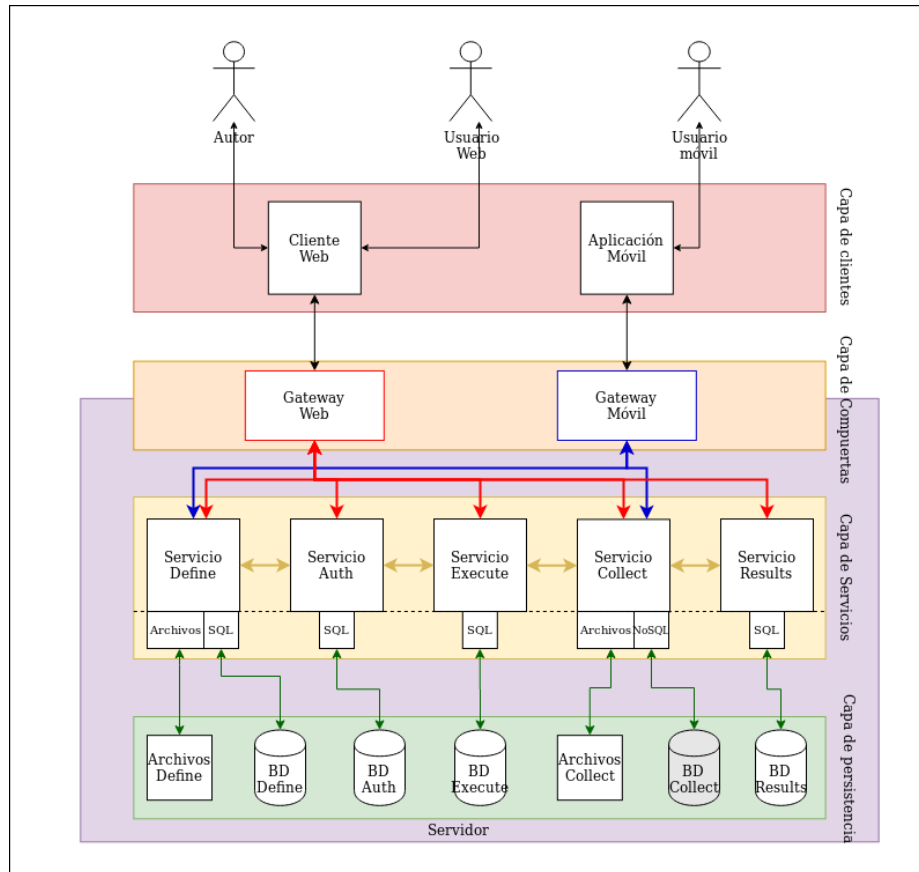 Autor
Usuario
Web
Usuario
móvil
Capa de clientes
Cliente
Web
Aplicación
Móvil
Capa de Compuertas
Gateway
Web
Gateway
Móvil
Capa de Servicios
Servicio
Define
Servicio
Auth
Servicio
Execute
Servicio
Collect
Servicio
Results
Archivos
SQL
SQL
SQL
Archivos
NoSQL
SQL
Capa de persistencia
Archivos
Define
BD
Define
BD
Auth
BD
Execute
Archivos
Collect
BD
Collect
BD
Results
Servidor